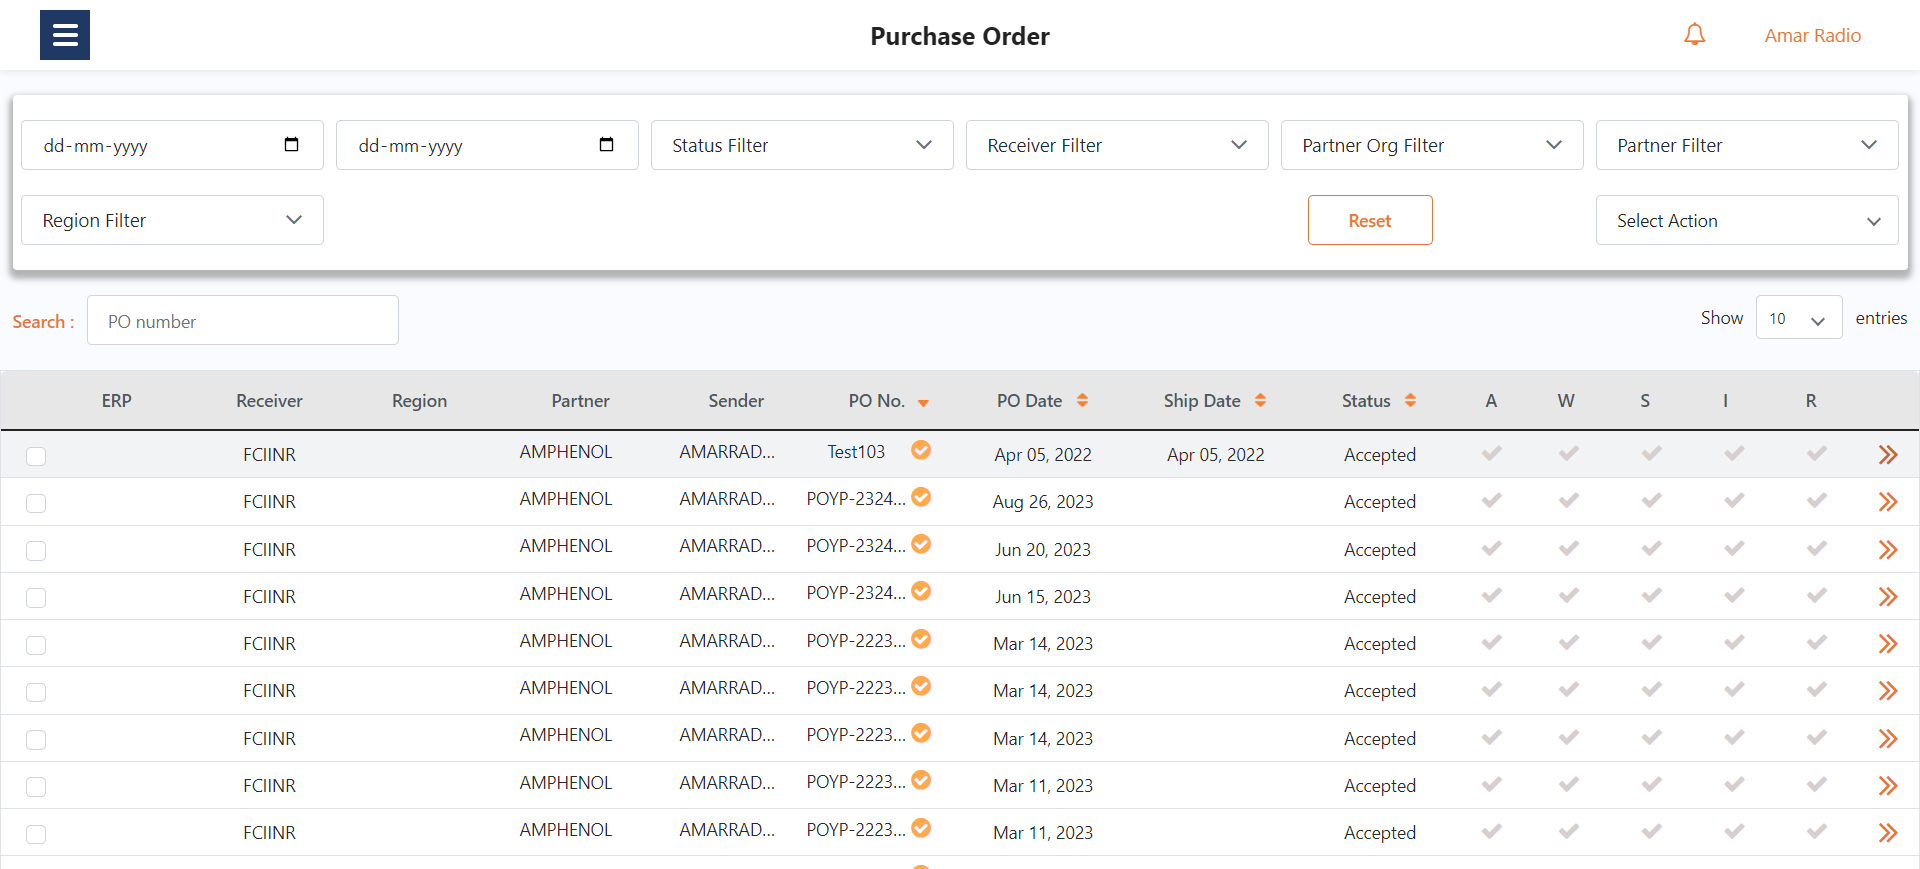 Purchase Order
Amar Radio
dd-mm-yyyy dd-mm-yyyy Status Filter Receiver Filter Partner Org Filter Partner Filter
Region Filter Reset Select Action
Search : PO number Show 10 entries
ERP Receiver Region Partner Sender PO No. PO Date Ship Date Status A W S I R
FCIINR AMPHENOL AMARRAD... Test103 Apr 05, 2022 Apr 05, 2022 Accepted
FCIINR AMPHENOL AMARRAD... POYP-2324... Aug 26, 2023 Accepted
FCIINR AMPHENOL AMARRAD... POYP-2324... Jun 20, 2023 Accepted
FCIINR AMPHENOL AMARRAD... POYP-2324... Jun 15, 2023 Accepted
FCIINR AMPHENOL AMARRAD... POYP-2223... Mar 14, 2023 Accepted
FCIINR AMPHENOL AMARRAD... POYP-2223... Mar 14, 2023 Accepted
FCIINR AMPHENOL AMARRAD... POYP-2223... Mar 14, 2023 Accepted
FCIINR AMPHENOL AMARRAD... POYP-2223... Mar 11, 2023 Accepted
FCIINR AMPHENOL AMARRAD... POYP-2223... Mar 11, 2023 Accepted